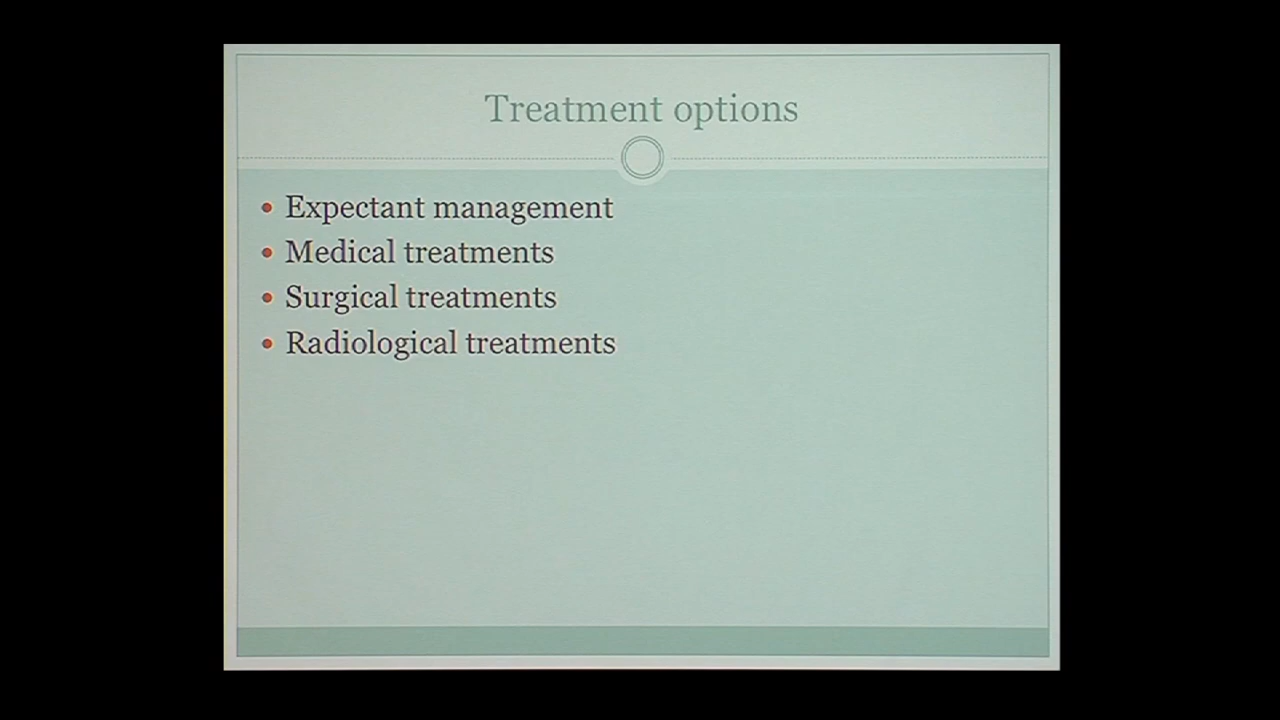 Treatment options
Expectant management
Medical treatments
Surgical treatments
Radiological treatments